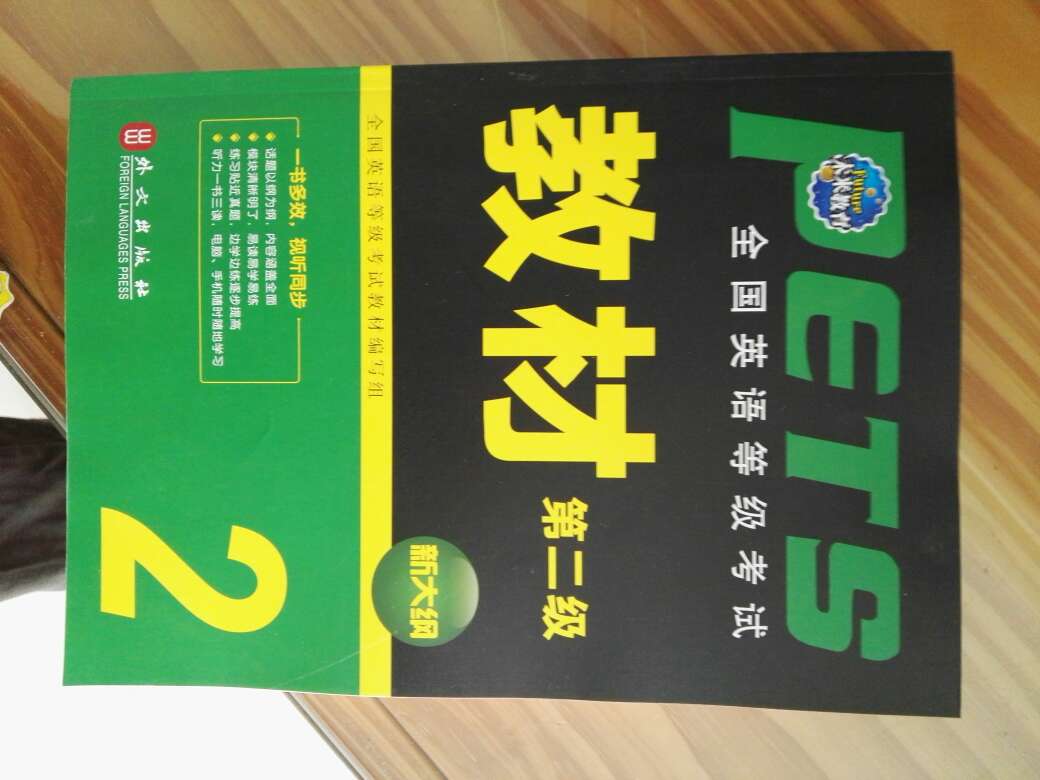 PETS
Future
未来教育
全国英语等级考试
教材
第二级
新大纲
全国英语等级考试教材编写组
一书多效，视听同步
话题以纲为纲，内容涵盖全面
模块清晰明了，易读易学易练
练习贴近真题，边学边练逐步提高
听力一书三读，电脑、手机随时随地学习
2
外文出版社
FOREIGN LANGUAGES PRESS